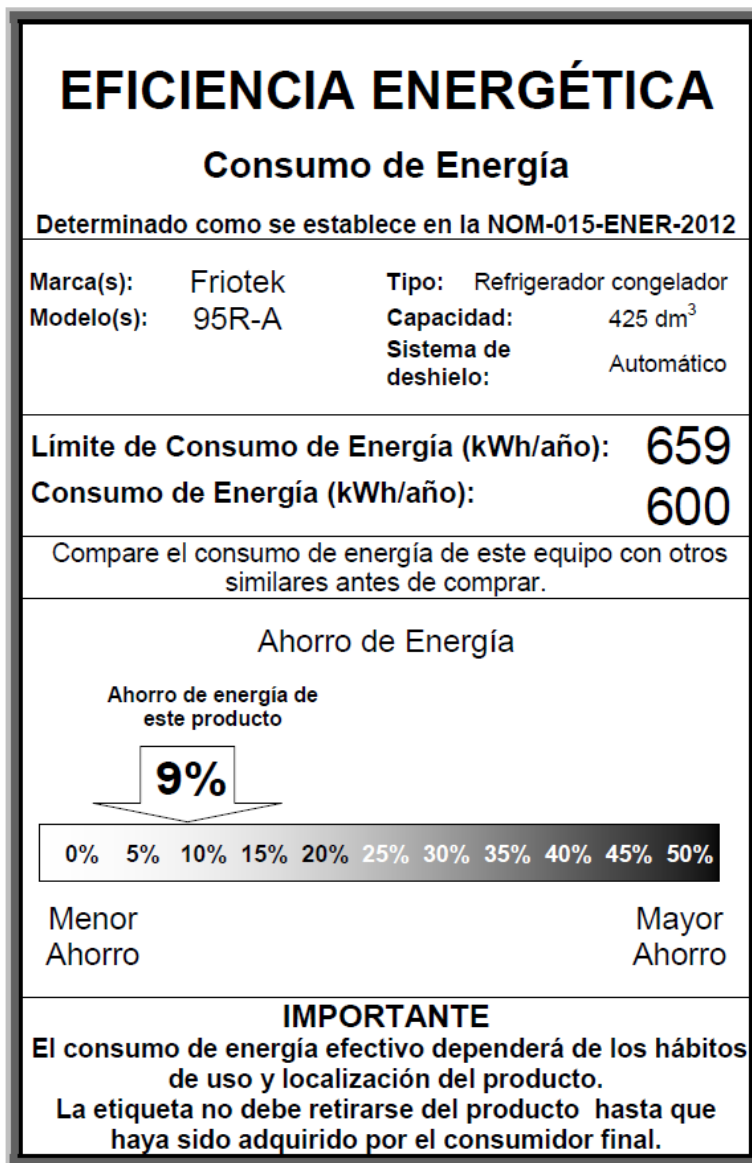 EFICIENCIA ENERGÉTICA
Consumo de Energía
Determinado como se establece en la NOM-015-ENER-2012
Marca(s): Friotek
Modelo(s): 95R-A
Tipo: Refrigerador congelador
Capacidad: 425 dm³
Sistema de
deshielo: Automático
Límite de Consumo de Energía (kWh/año): 659
Consumo de Energía (kWh/año): 600
Compare el consumo de energía de este equipo con otros
similares antes de comprar.
Ahorro de Energía
Ahorro de energía de
este producto
9%
0% 5% 10% 15% 20% 25% 30% 35% 40% 45% 50%
Menor
Ahorro
Mayor
Ahorro
IMPORTANTE
El consumo de energía efectivo dependerá de los hábitos
de uso y localización del producto.
La etiqueta no debe retirarse del producto hasta que
haya sido adquirido por el consumidor final.